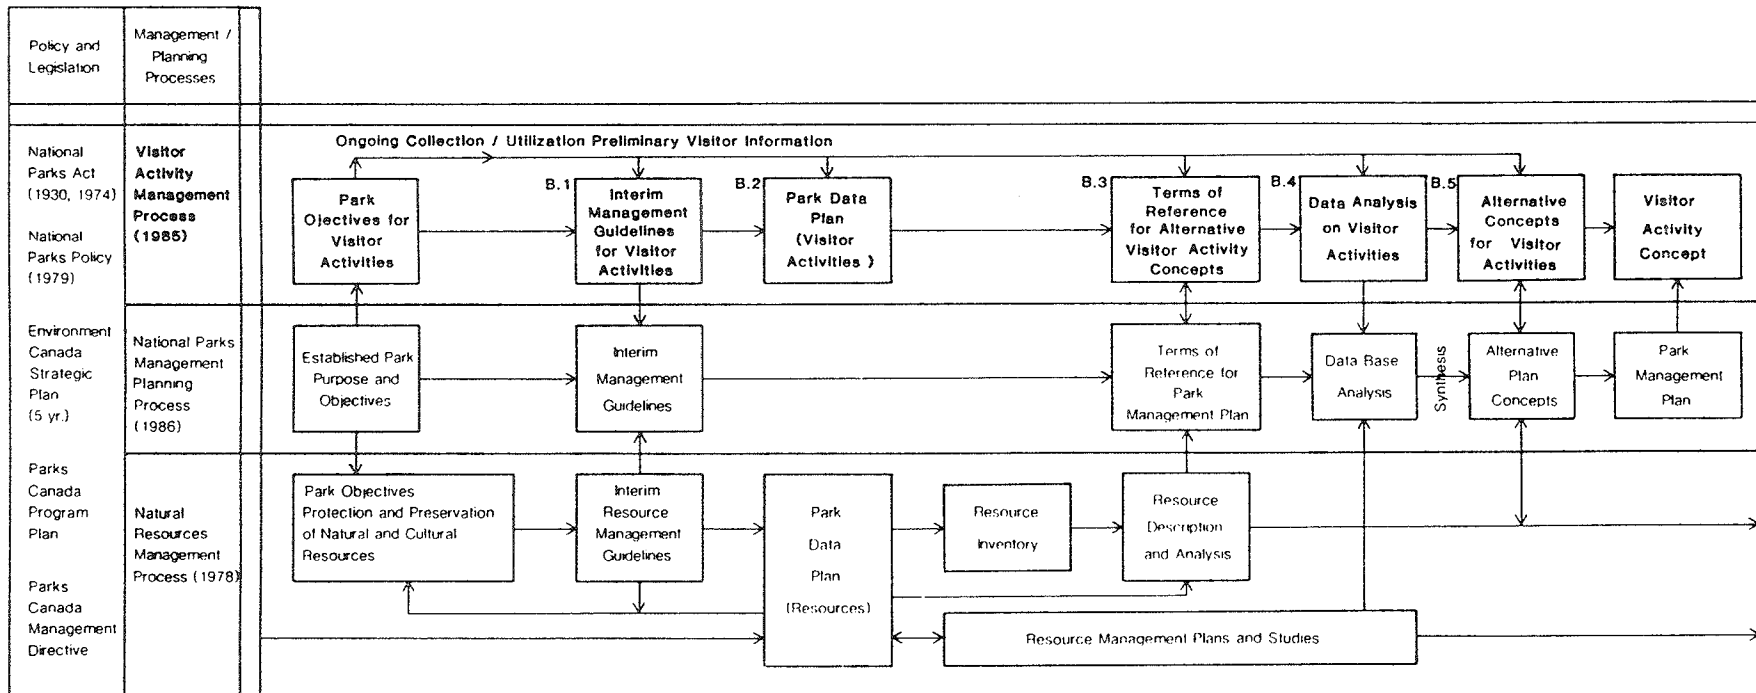 Policy and
Legislation
Management /
Planning
Processes
National
Parks Act
(1930, 1974)
National
Parks Policy
(1979)
Environment
Canada
Strategic
Plan
(5 yr.)
Parks
Canada
Program
Plan
Parks
Canada
Management
Directive
Visitor
Activity
Management
Process
(1985)
Ongoing Collection / Utilization Preliminary Visitor Information
Park
Ojectives for
Visitor
Activities
B.1
Interim
Management
Guidelines
for Visitor
Activities
B.2
Park Data
Plan
(Visitor
Activities )
B.3
Terms of
Reference
for Alternative
Visitor Activity
Concepts
B.4
Data Analysis
on Visitor
Activities
B.5
Alternative
Concepts
for Visitor
Activities
Visitor
Activity
Concept
National Parks
Management
Planning
Process
(1986)
Established Park
Purpose and
Objectives
Interim
Management
Guidelines
Terms of
Reference for
Park
Management Plan
Data Base
Analysis
Synthesis
Alternative
Plan
Concepts
Park
Management
Plan
Natural
Resources
Management
Process (1978)
Park Objectives
Protection and Preservation
of Natural and Cultural
Resources
Interim
Resource
Management
Guidelines
Park
Data
Plan
(Resources)
Resource
Inventory
Resource
Description
and Analysis
Resource Management Plans and Studies